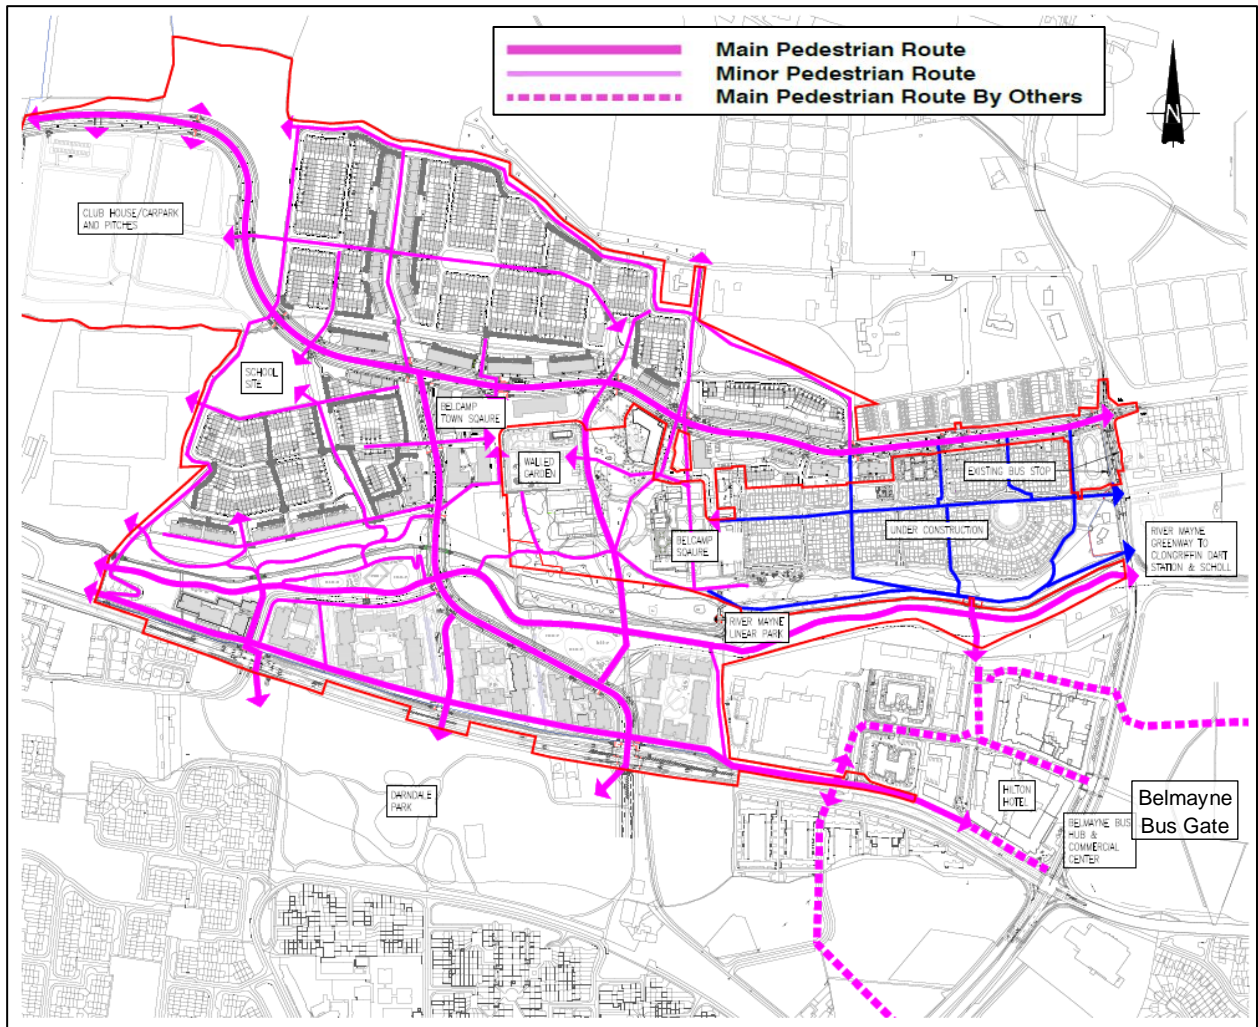 Main Pedestrian Route
Minor Pedestrian Route
Main Pedestrian Route By Others
N
CLUB HOUSE/CARPARK
AND PITCHES
SCHOOL
SITE
BELCAMP
TOWN SQAURE
WALLED
GARDEN
EXISTING BUS STOP
UNDER CONSTRUCTION
BELCAMP
SQAURE
RIVER MAYNE
GREENWAY TO
CLONGRIFFIN DART
STATION & SCHOLL
RIVER MAYNE
LINEAR PARK
DARNDALE
PARK
HILTON
HOTEL
Belmayne
Bus Gate
BELMAYNE BUS
HUB &
COMMERCIAL
CENTER